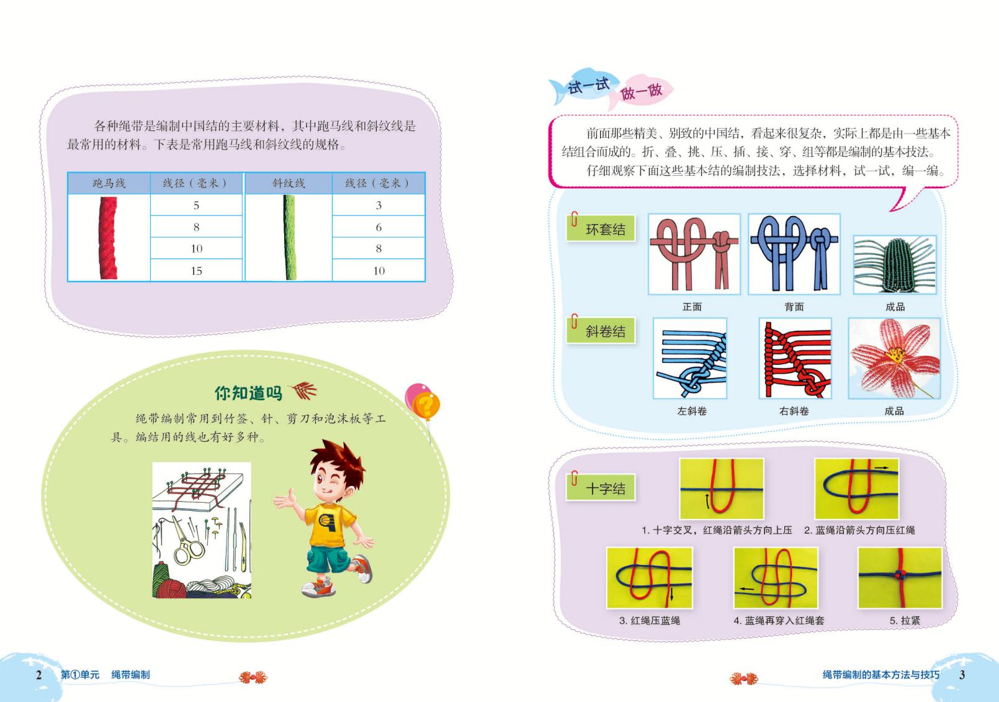 各种绳带是编制中国结的主要材料，其中跑马线和斜纹线是
最常用的材料。下表是常用跑马线和斜纹线的规格。
跑马线 线径（毫米） 斜纹线 线径（毫米）
5 3
8 6
10 8
15 10
你知道吗
?
绳带编制常用到竹签、针、剪刀和泡沫板等工
具。编结用的线也有好多种。
2 第①单元 绳带编制
试一试
做一做
前面那些精美、别致的中国结，看起来很复杂，实际上都是由一些基本
结组合而成的。折、叠、挑、压、插、接、穿、组等都是编制的基本技法。
仔细观察下面这些基本结的编制技法，选择材料，试一试，编一编。
环套结
正面 背面 成品
斜卷结
左斜卷 右斜卷 成品
十字结
1. 十字交叉，红绳沿箭头方向上压 2. 蓝绳沿箭头方向压红绳
3. 红绳压蓝绳 4. 蓝绳再穿入红绳套 5. 拉紧
绳带编制的基本方法与技巧 3